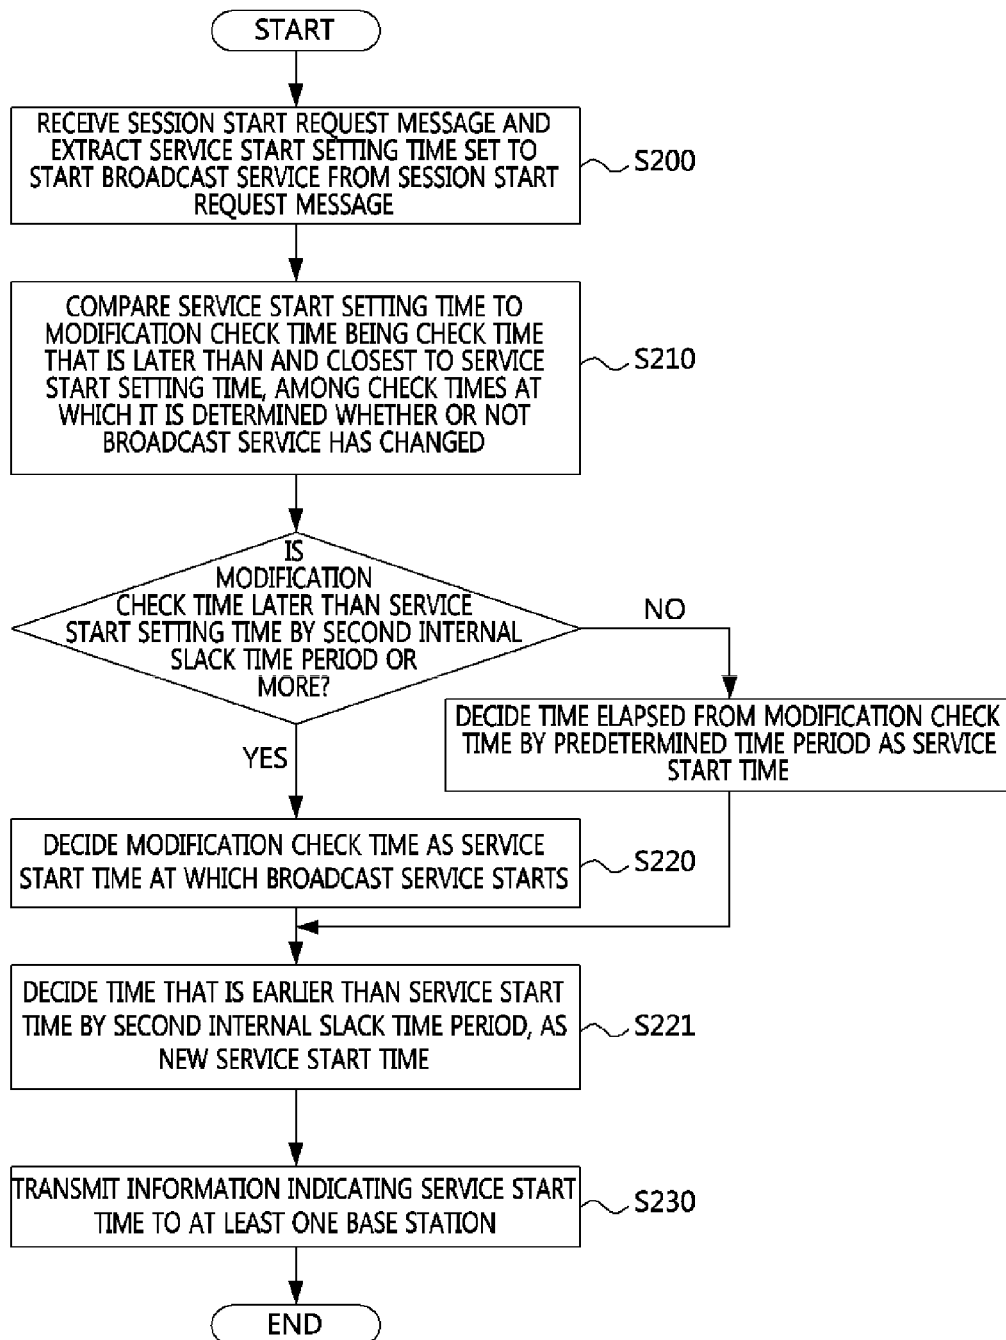 START
RECEIVE SESSION START REQUEST MESSAGE AND
EXTRACT SERVICE START SETTING TIME SET TO
START BROADCAST SERVICE FROM SESSION START
REQUEST MESSAGE
S200
COMPARE SERVICE START SETTING TIME TO
MODIFICATION CHECK TIME BEING CHECK TIME
THAT IS LATER THAN AND CLOSEST TO SERVICE
START SETTING TIME, AMONG CHECK TIMES AT
WHICH IT IS DETERMINED WHETHER OR NOT
BROADCAST SERVICE HAS CHANGED
S210
IS
MODIFICATION
CHECK TIME LATER THAN SERVICE
START SETTING TIME BY SECOND INTERNAL
SLACK TIME PERIOD OR
MORE?
NO
DECIDE TIME ELAPSED FROM MODIFICATION CHECK
TIME BY PREDETERMINED TIME PERIOD AS SERVICE
START TIME
YES
DECIDE MODIFICATION CHECK TIME AS SERVICE
START TIME AT WHICH BROADCAST SERVICE STARTS
S220
DECIDE TIME THAT IS EARLIER THAN SERVICE START
TIME BY SECOND INTERNAL SLACK TIME PERIOD, AS
NEW SERVICE START TIME
S221
TRANSMIT INFORMATION INDICATING SERVICE START
TIME TO AT LEAST ONE BASE STATION
S230
END